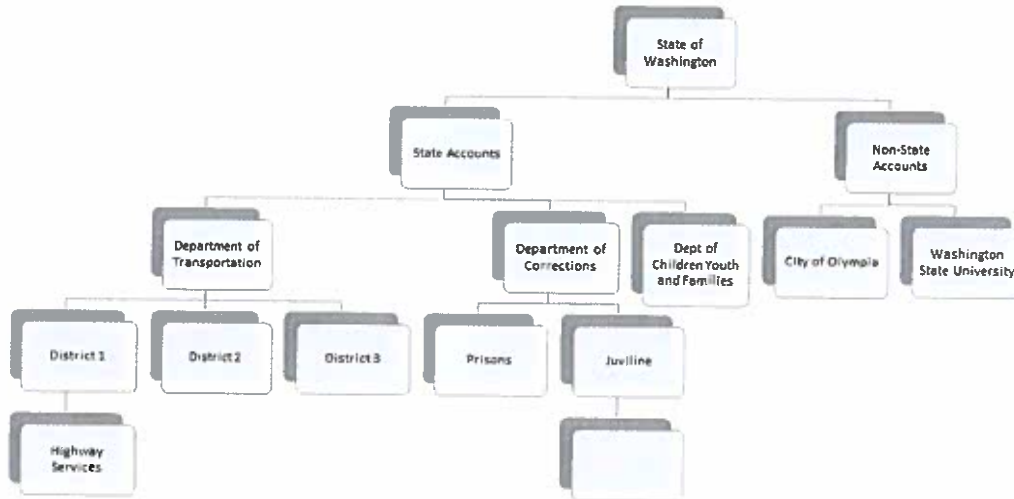 State of
Washington
State Accounts
Non-State
Accounts
Department of
Transportation
Department of
Corrections
Dept of
Children Youth
and Families
City of Olympia
Washington
State University
District 1
District 2
District 3
Prisons
Juviline
Highway
Services